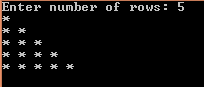 Enter number of rows: 5
*
* *
* * *
* * * *
* * * * *